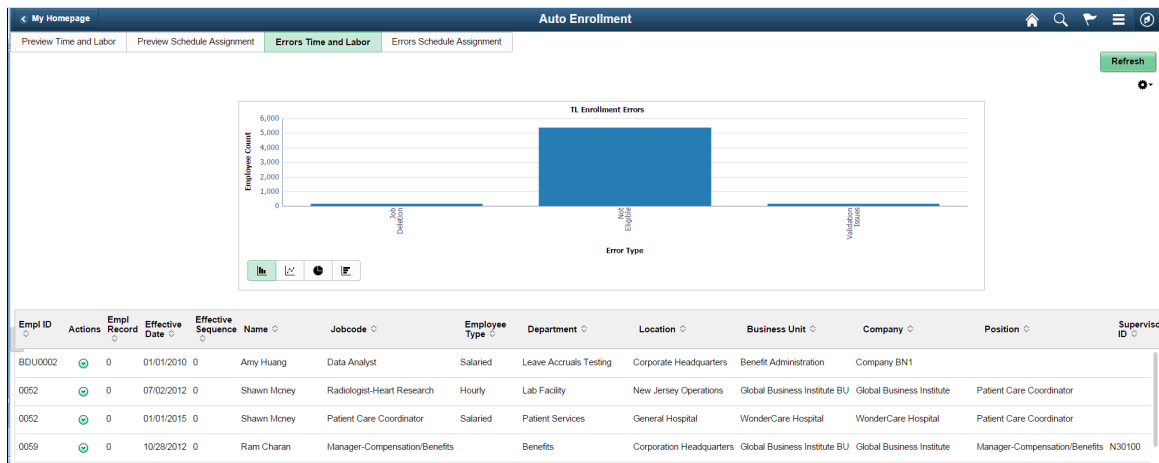 My Homepage
Auto Enrollment
Preview Time and Labor
Preview Schedule Assignment
Errors Time and Labor
Errors Schedule Assignment
Refresh
TL Enrollment Errors
Employee Count
6,000
5,000
4,000
3,000
2,000
1,000
0
Job
Deletion
Not
Eligible
Validation
Issues
Error Type
Empl ID Actions Empl Record Effective Date Effective Sequence Name Jobcode Employee Type Department Location Business Unit Company Position Superviso ID
BDU0002 0 01/01/2010 0 Amy Huang Data Analyst Salaried Leave Accruals Testing Corporate Headquarters Benefit Administration Company BN1
0052 0 07/02/2012 0 Shawn Mcney Radiologist-Heart Research Hourly Lab Facility New Jersey Operations Global Business Institute BU Global Business Institute Patient Care Coordinator
0052 0 01/01/2015 0 Shawn Mcney Patient Care Coordinator Salaried Patient Services General Hospital WonderCare Hospital WonderCare Hospital Patient Care Coordinator
0059 0 10/28/2012 0 Ram Charan Manager-Compensation/Benefits Benefits Corporation Headquarters Global Business Institute BU Global Business Institute Manager-Compensation/Benefits N30100